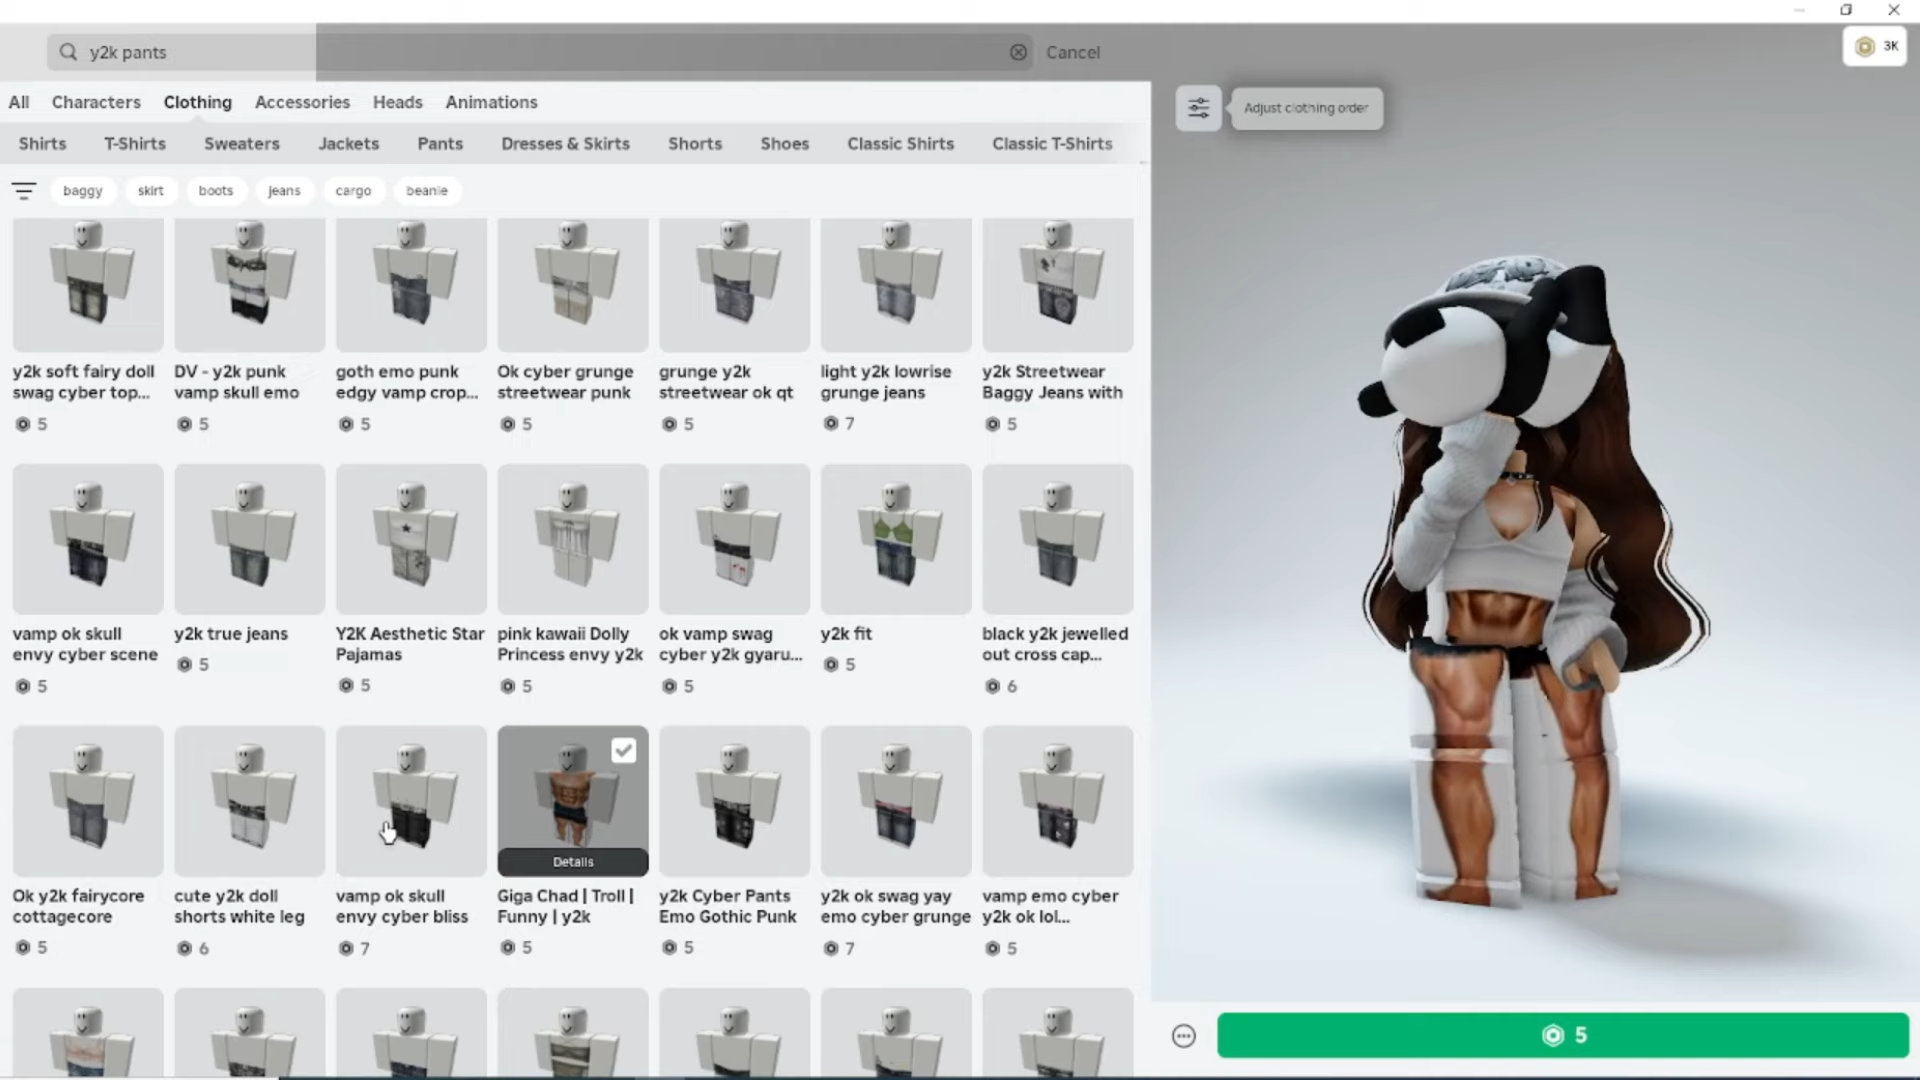 y2k pants
Cancel
3K
All Characters Clothing Accessories Heads Animations
Adjust clothing order
Shirts T-Shirts Sweaters Jackets Pants Dresses & Skirts Shorts Shoes Classic Shirts Classic T-Shirts
baggy skirt boots jeans cargo beanie
y2k soft fairy doll
swag cyber top...
5
DV - y2k punk
vamp skull emo
5
goth emo punk
edgy vamp crop...
5
Ok cyber grunge
streetwear punk
5
grunge y2k
streetwear ok qt
5
light y2k lowrise
grunge jeans
7
y2k Streetwear
Baggy Jeans with
5
vamp ok skull
envy cyber scene
5
y2k true jeans
5
Y2K Aesthetic Star
Pajamas
5
pink kawaii Dolly
Princess envy y2k
5
ok vamp swag
cyber y2k gyaru...
5
y2k fit
5
black y2k jewelled
out cross cap...
6
Ok y2k fairycore
cottagecore
5
cute y2k doll
shorts white leg
6
vamp ok skull
envy cyber bliss
7
Details
Giga Chad | Troll |
Funny | y2k
5
y2k Cyber Pants
Emo Gothic Punk
5
y2k ok swag yay
emo cyber grunge
7
vamp emo cyber
y2k ok lol...
5
5